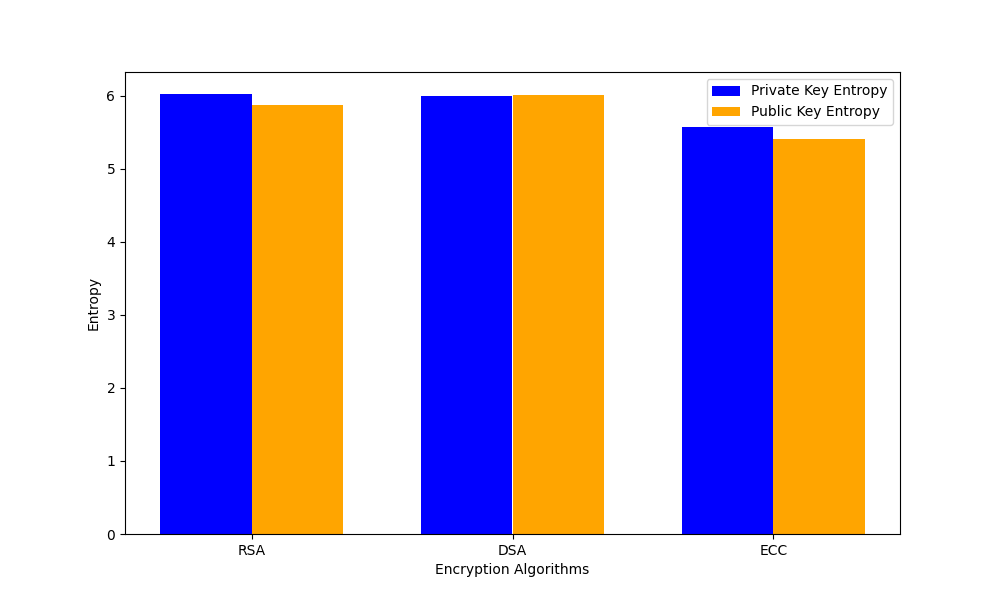 Private Key Entropy
Public Key Entropy
6
5
4
3
2
1
0
Entropy
RSA DSA ECC
Encryption Algorithms